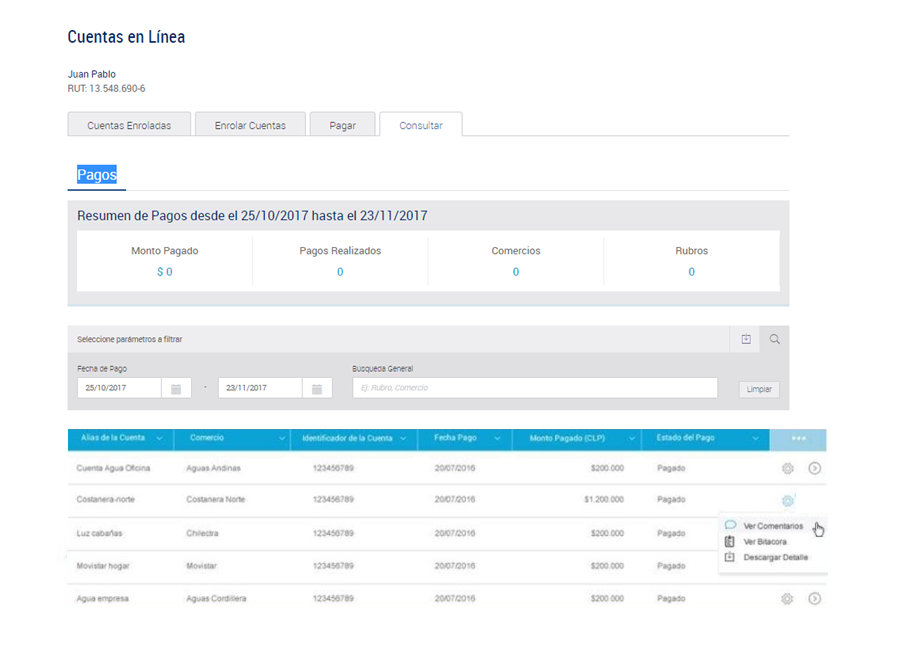 Cuentas en Línea
Juan Pablo
RUT: 13.548.690-6
Cuentas Enroladas Enrolar Cuentas Pagar Consultar
Pagos
Resumen de Pagos desde el 25/10/2017 hasta el 23/11/2017
Monto Pagado Pagos Realizados Comercios Rubros
$ 0 0 0 0
Seleccione parámetros a filtrar
Fecha de Pago Busqueda General
25/10/2017 - 23/11/2017 Ej: Rubro, Comercio Limpiar
Alias de la Cuenta Comercio Identificador de la Cuenta Fecha Pago Monto Pagado (CLP) Estado del Pago
Cuenta Agua Oficina Aguas Andinas 123456789 20/07/2016 $200.000 Pagado
Costanera-norte Costanera Norte 123456789 20/07/2016 $1.200.000 Pagado
Ver Comentarios
Luz cabañas Chilectra 123456789 20/07/2016 $200.000 Pagado
Ver Bitacora
Descargar Detalle
Movistar hogar Movistar 123456789 20/07/2016 $200.000 Pagado
Agua empresa Aguas Cordillera 123456789 20/07/2016 $200.000 Pagado